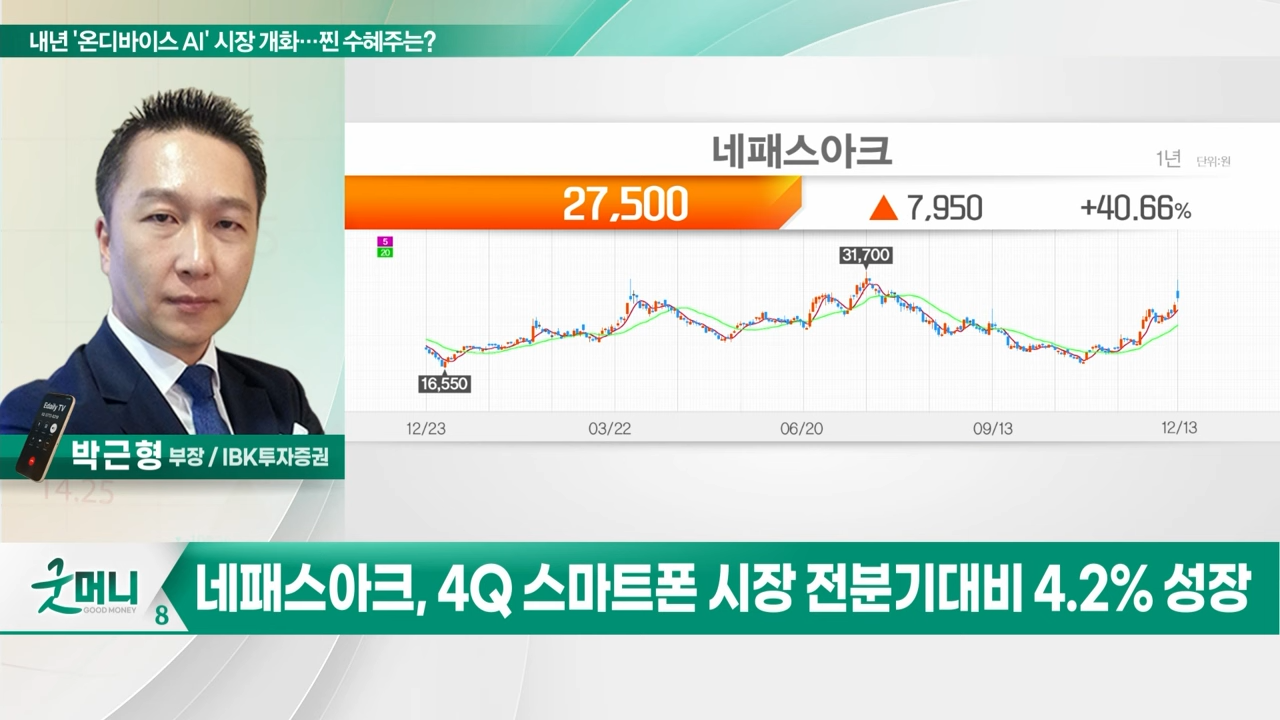 내년 '온디바이스 AI' 시장 개화…찐 수혜주는?
네패스아크
1년 단위:원
27,500 ▲ 7,950 +40.66%
5
20
31,700
16,550
12/23 03/22 06/20 09/13 12/13
Edaily TV
박근형 부장 / IBK투자증권
14.25
굿머니
GOOD MONEY
8
네패스아크, 4Q 스마트폰 시장 전분기대비 4.2% 성장